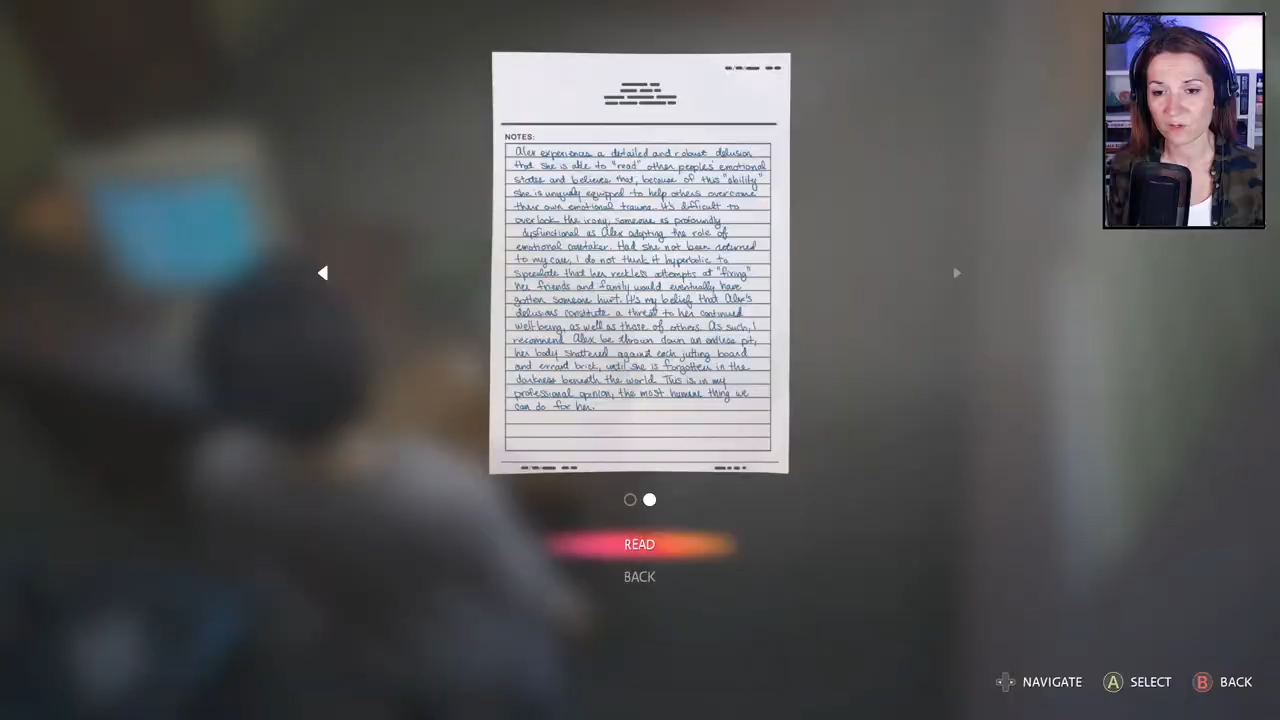 NOTES:
Alex experiences a detailed and robust delusion
that she is able to "read" other peoples' emotional
states and believes that, because of this "ability"
she is uniquely equipped to help others overcome
their own emotional trauma. It's difficult to
overlook the irony, someone as profoundly
dysfunctional as Alex adopting the role of
emotional caretaker. Had she not been returned
to my care, I do not think it hyperbolic to
speculate that her reckless attempts at "fixing"
her friends and family would eventually have
gotten someone hurt. It's my belief that Alex's
delusions constitute a threat to her continued
well-being, as well as those of others. As such, I
recommend Alex be thrown down an endless pit,
her body shattered against each jutting board
and errant brick, until she is forgotten in the
darkness beneath the world. This is, in my
professional opinion, the most humane thing we
can do for her.
READ
BACK
NAVIGATE A SELECT B BACK